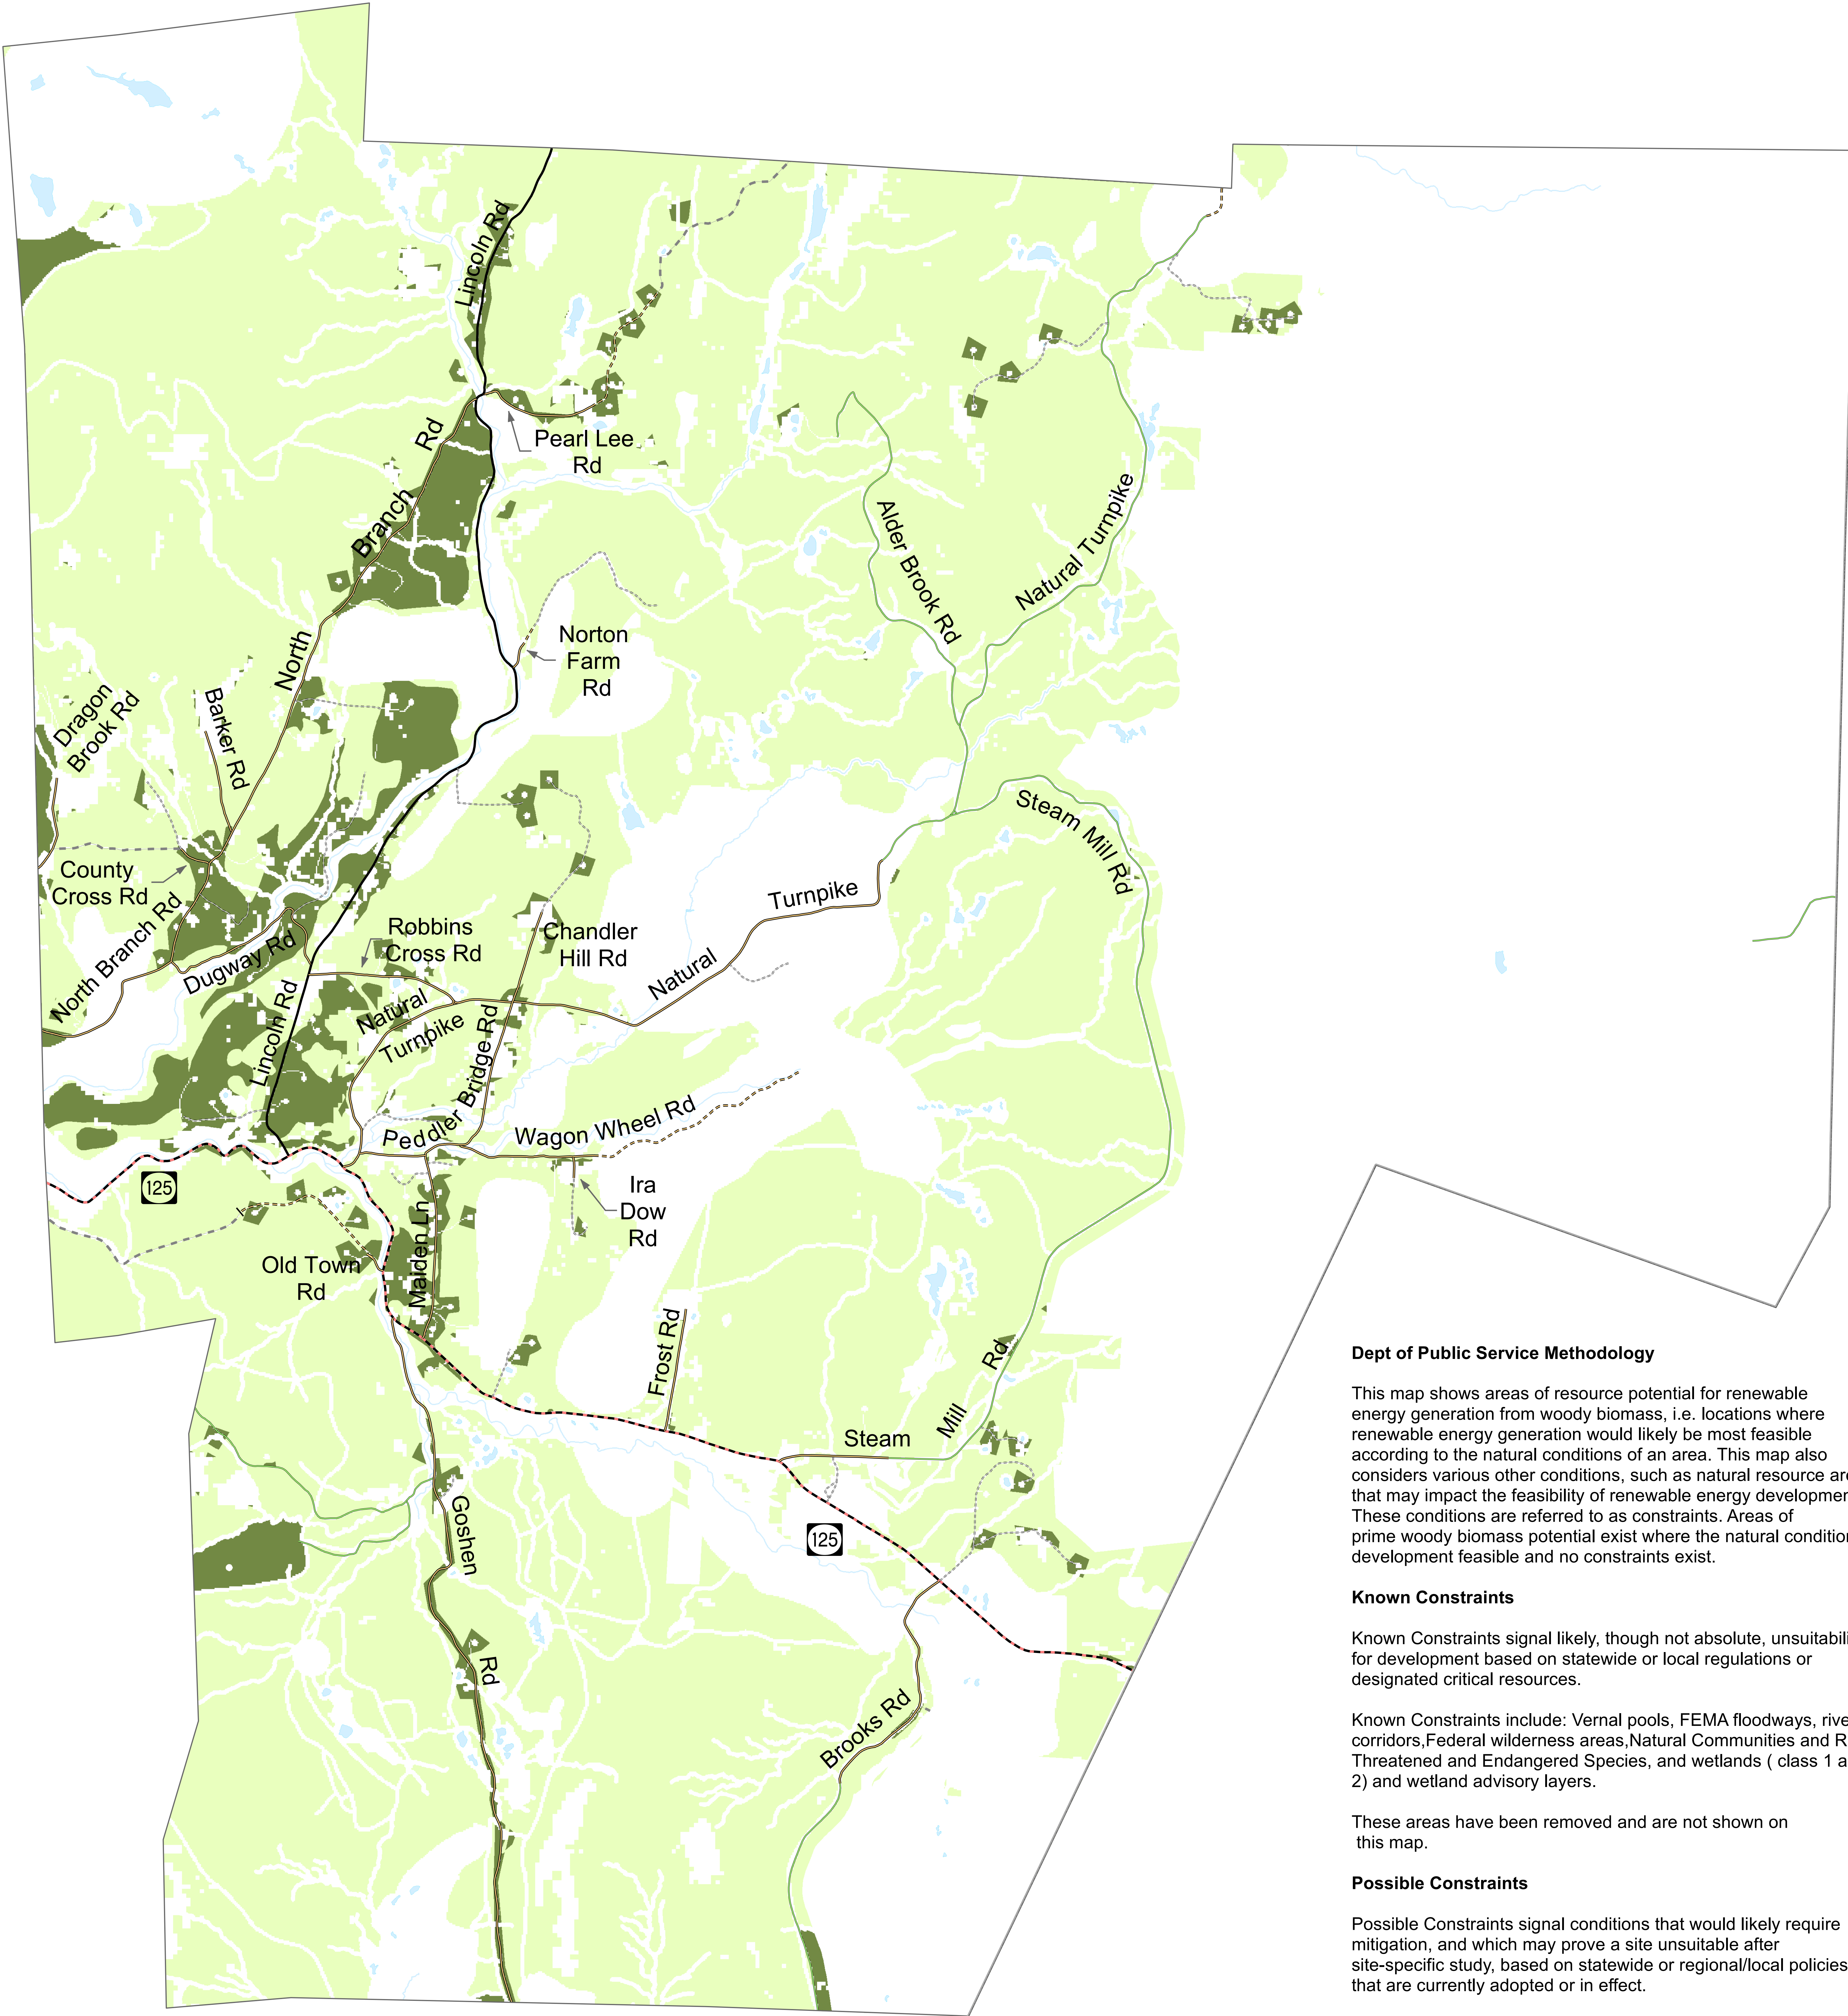 Lincoln Rd
Pearl Lee
Rd
North
Branch
Rd
Alder Brook Rd
Natural Turnpike
Norton
Farm
Rd
Dragon
Brook Rd
Barker Rd
County
Cross Rd
North Branch Rd
Dugway Rd
Robbins
Cross Rd
Chandler
Hill Rd
Turnpike
Natural
Steam Mill Rd
Lincoln Rd
Natural
Turnpike
Peddler Bridge Rd
Wagon Wheel Rd
125
Ira
Dow
Rd
Maiden Ln
Old Town
Rd
Frost Rd
Steam
Mill
Rd
125
Goshen
Rd
Brooks Rd
Dept of Public Service Methodology
This map shows areas of resource potential for renewable
energy generation from woody biomass, i.e. locations where
renewable energy generation would likely be most feasible
according to the natural conditions of an area. This map also
considers various other conditions, such as natural resource
that may impact the feasibility of renewable energy
These conditions are referred to as constraints. Areas of
prime woody biomass potential exist where the natural
development feasible and no constraints exist.
Known Constraints
Known Constraints signal likely, though not absolute,
for development based on statewide or local regulations or
designated critical resources.
Known Constraints include: Vernal pools, FEMA floodways,
corridors,Federal wilderness areas,Natural Communities and
Threatened and Endangered Species, and wetlands ( class 1
2) and wetland advisory layers.
These areas have been removed and are not shown on
this map.
Possible Constraints
Possible Constraints signal conditions that would likely require
mitigation, and which may prove a site unsuitable after
site-specific study, based on statewide or regional/local policies
that are currently adopted or in effect.